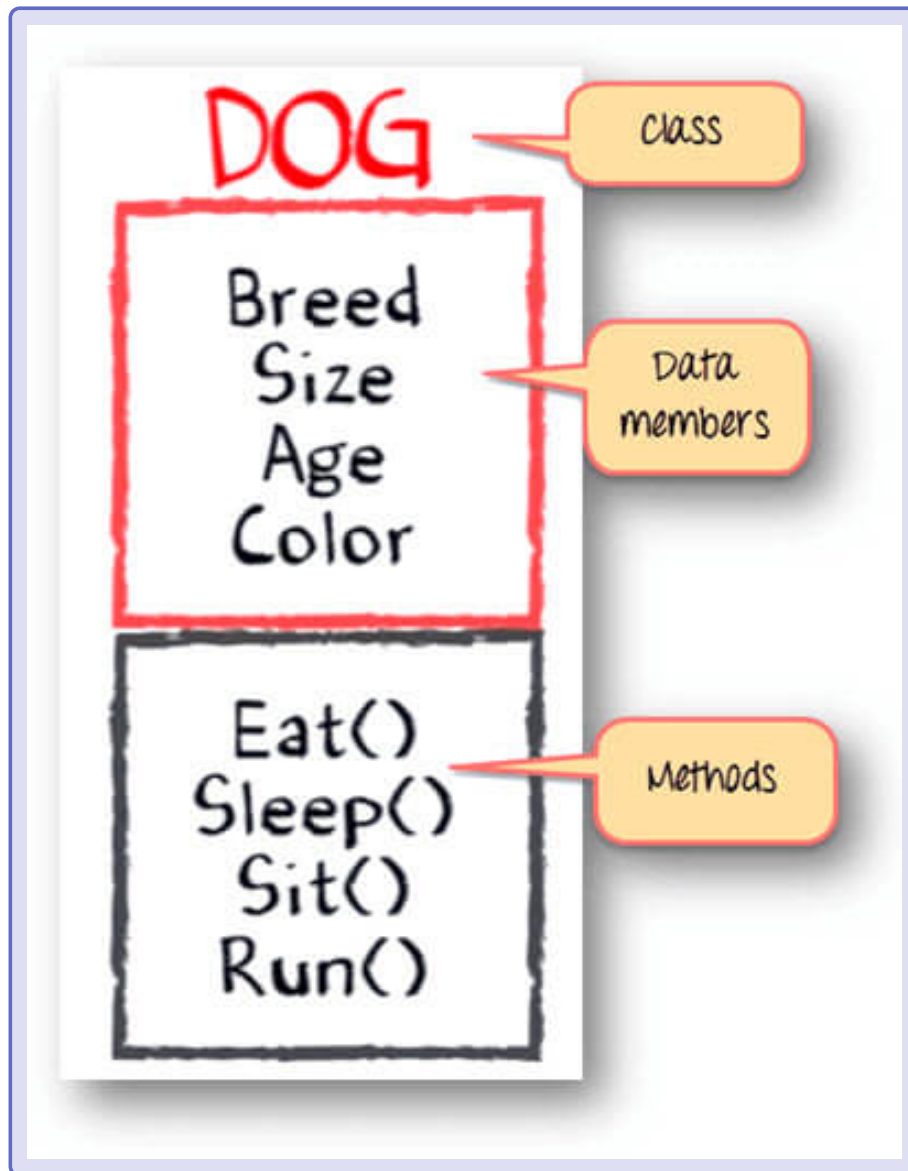 DOG
Class
Breed
Size
Age
Color
Data
members
Eat()
Sleep()
Sit()
Run()
Methods